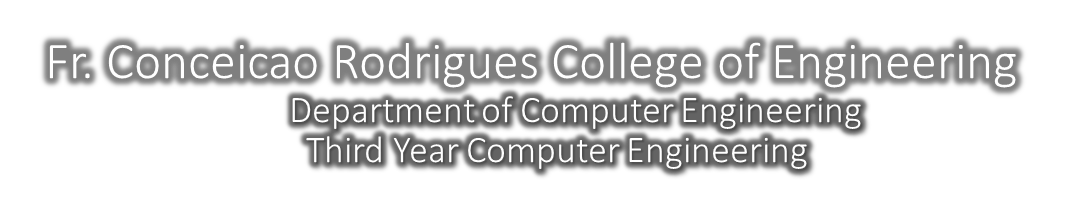 Fr. Conceicao Rodrigues College of Engineering
Department of Computer Engineering
Third Year Computer Engineering